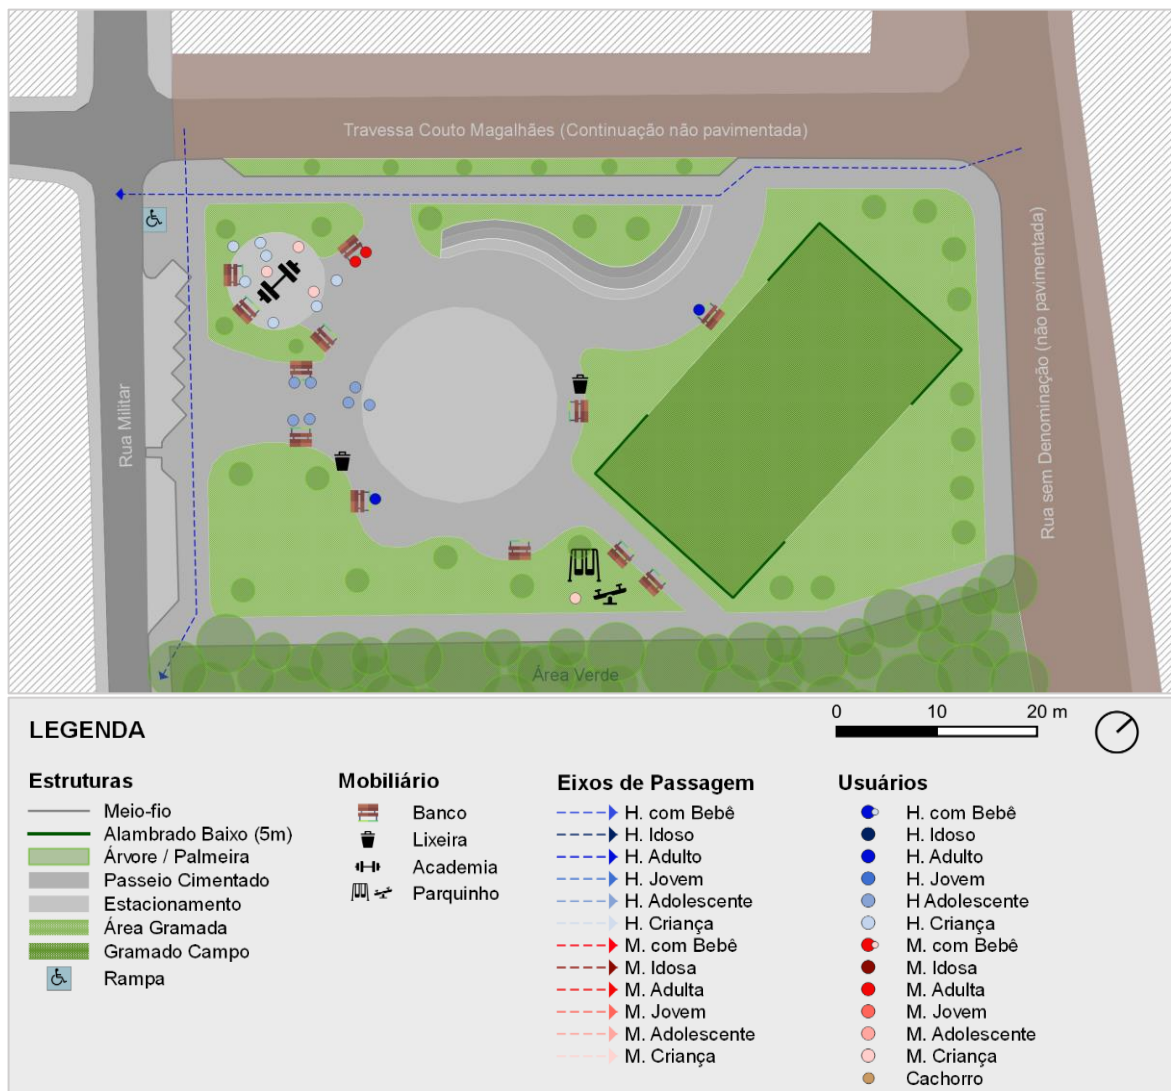 Travessa Couto Magalhães (Continuação não pavimentada)
Rua Militar
Rua sem Denominação (não pavimentada)
Área Verde
LEGENDA
0 10 20 m
Estruturas
Meio-fio
Alambrado Baixo (5m)
Árvore / Palmeira
Passeio Cimentado
Estacionamento
Área Gramada
Gramado Campo
Rampa
Mobiliário
Banco
Lixeira
Academia
Parquinho
Eixos de Passagem
H. com Bebê
H. Idoso
H. Adulto
H. Jovem
H. Adolescente
H. Criança
M. com Bebê
M. Idosa
M. Adulta
M. Jovem
M. Adolescente
M. Criança
Usuários
H. com Bebê
H. Idoso
H. Adulto
H. Jovem
H Adolescente
H. Criança
M. com Bebê
M. Idosa
M. Adulta
M. Jovem
M. Adolescente
M. Criança
Cachorro